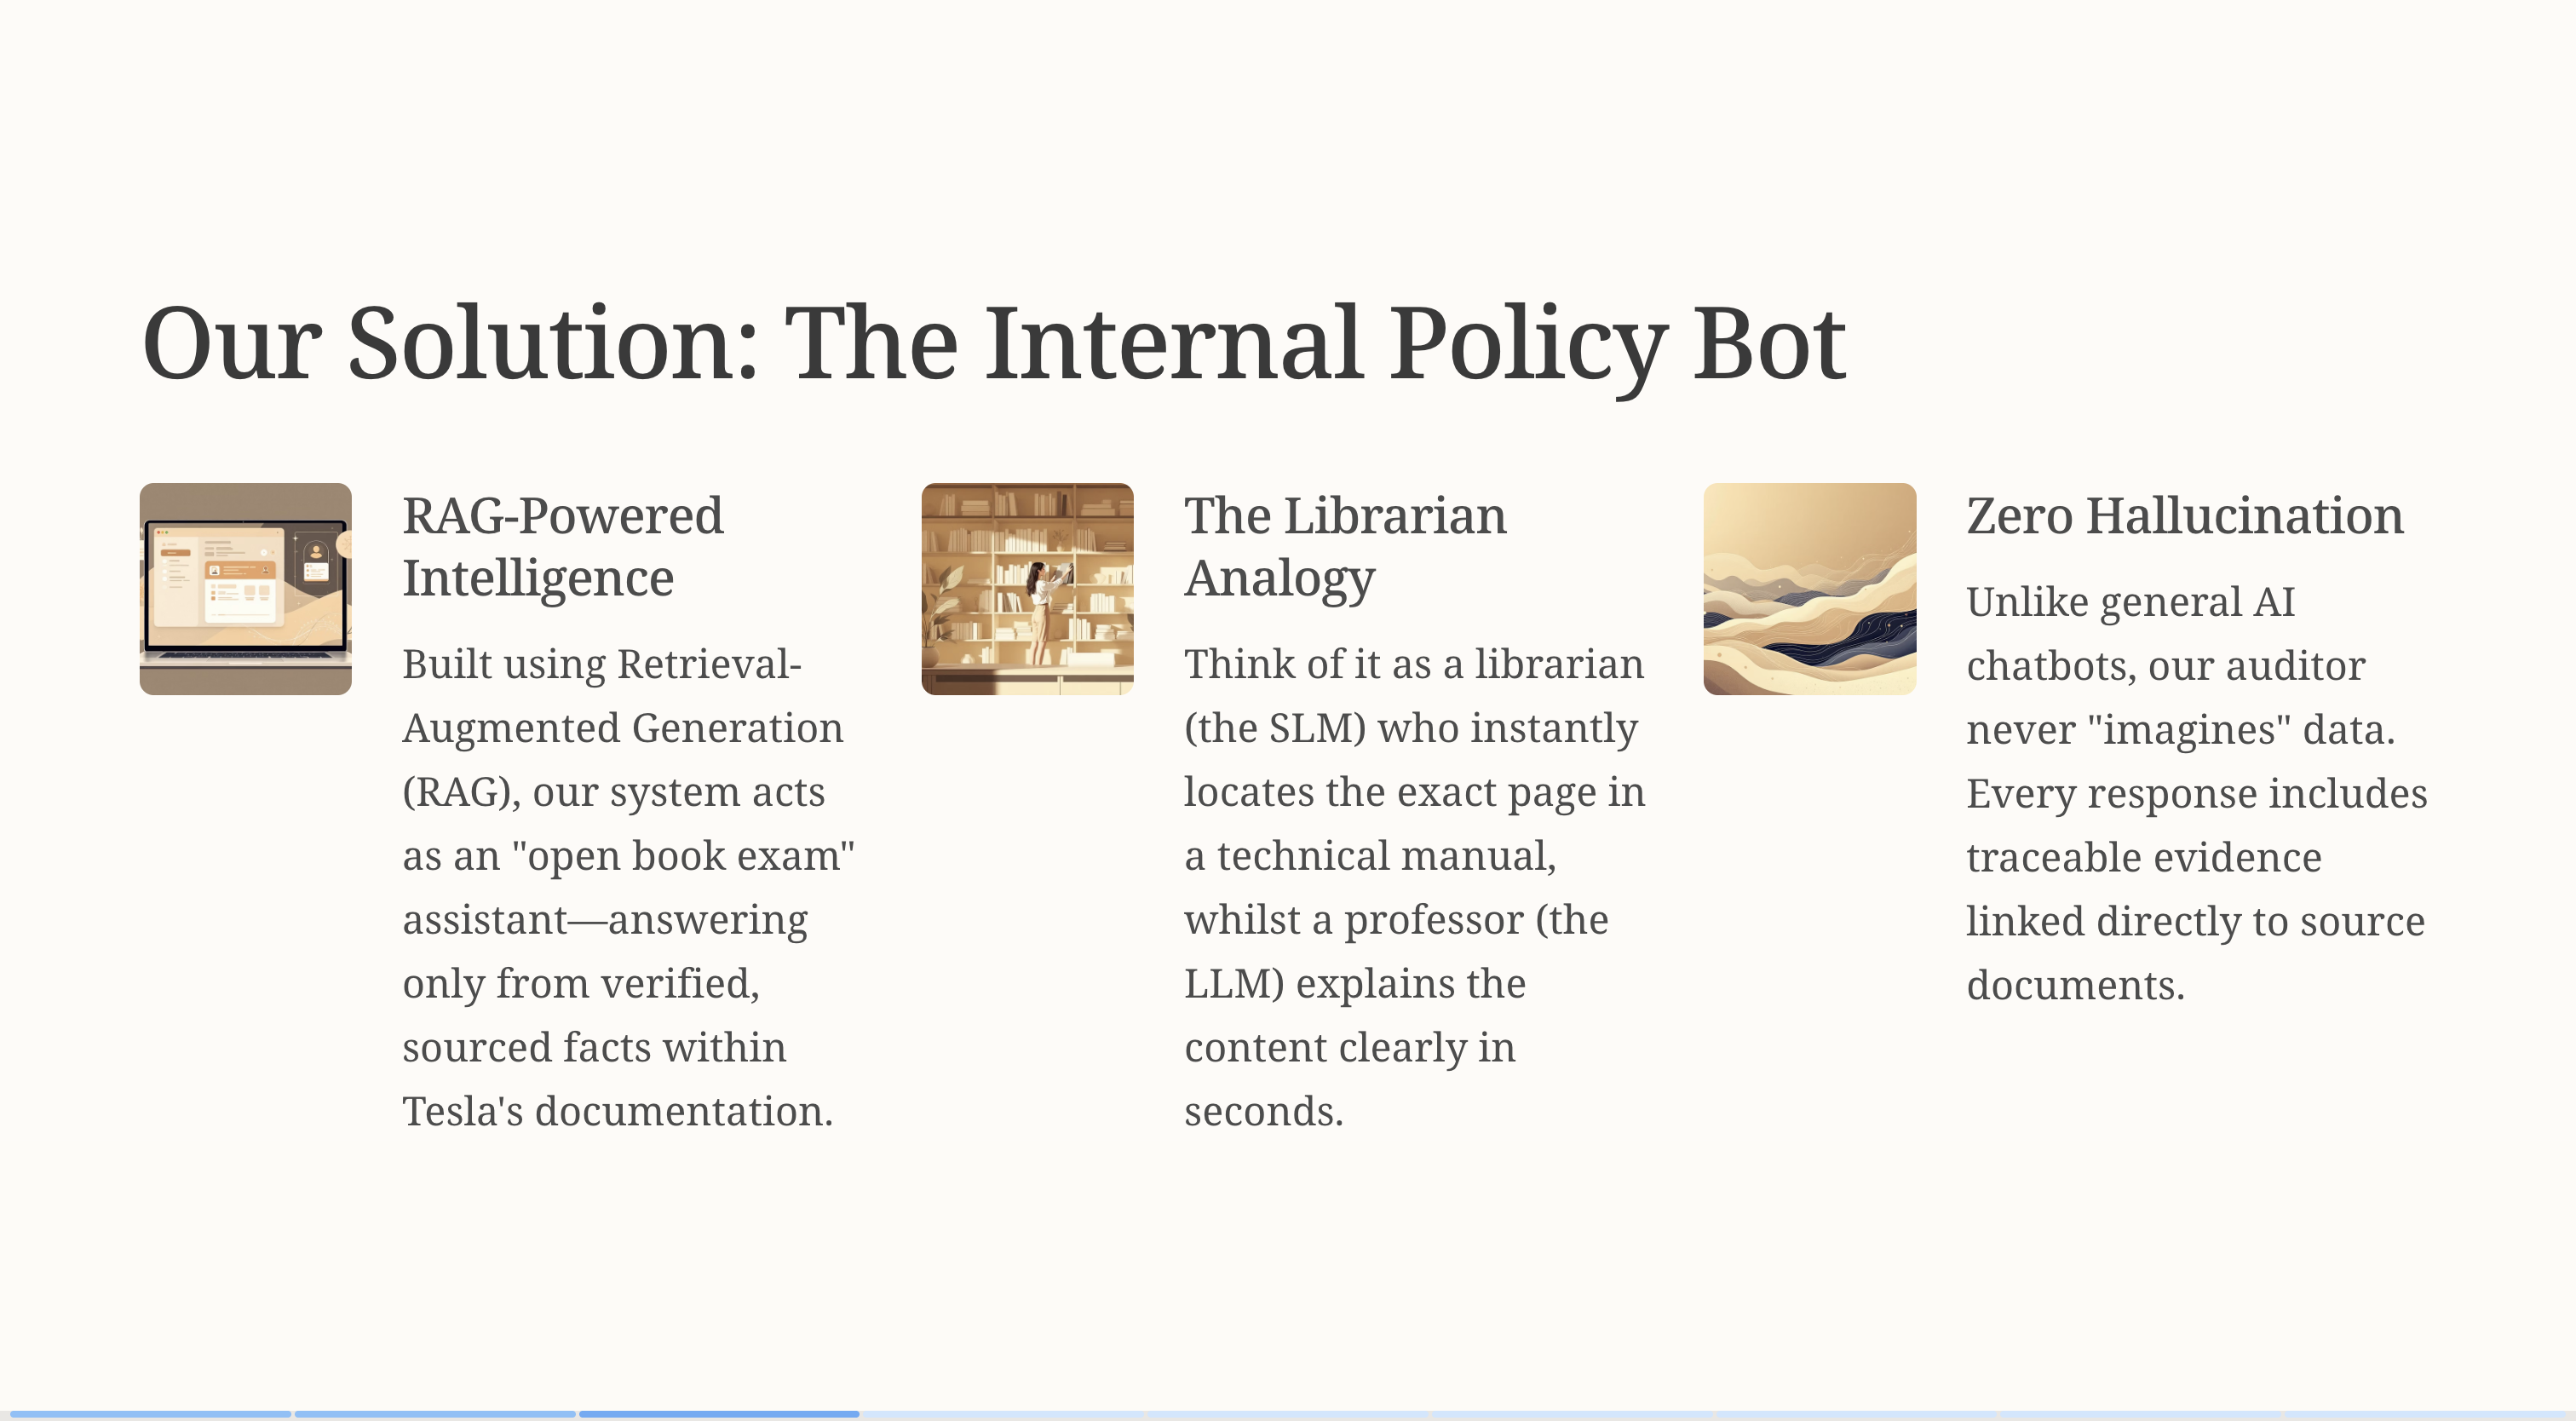 Our Solution: The Internal Policy Bot
RAG-Powered
Intelligence
Built using Retrieval-
Augmented Generation
(RAG), our system acts
as an "open book exam"
assistant—answering
only from verified,
sourced facts within
Tesla's documentation.
The Librarian
Analogy
Think of it as a librarian
(the SLM) who instantly
locates the exact page in
a technical manual,
whilst a professor (the
LLM) explains the
content clearly in
seconds.
Zero Hallucination
Unlike general AI
chatbots, our auditor
never "imagines" data.
Every response includes
traceable evidence
linked directly to source
documents.